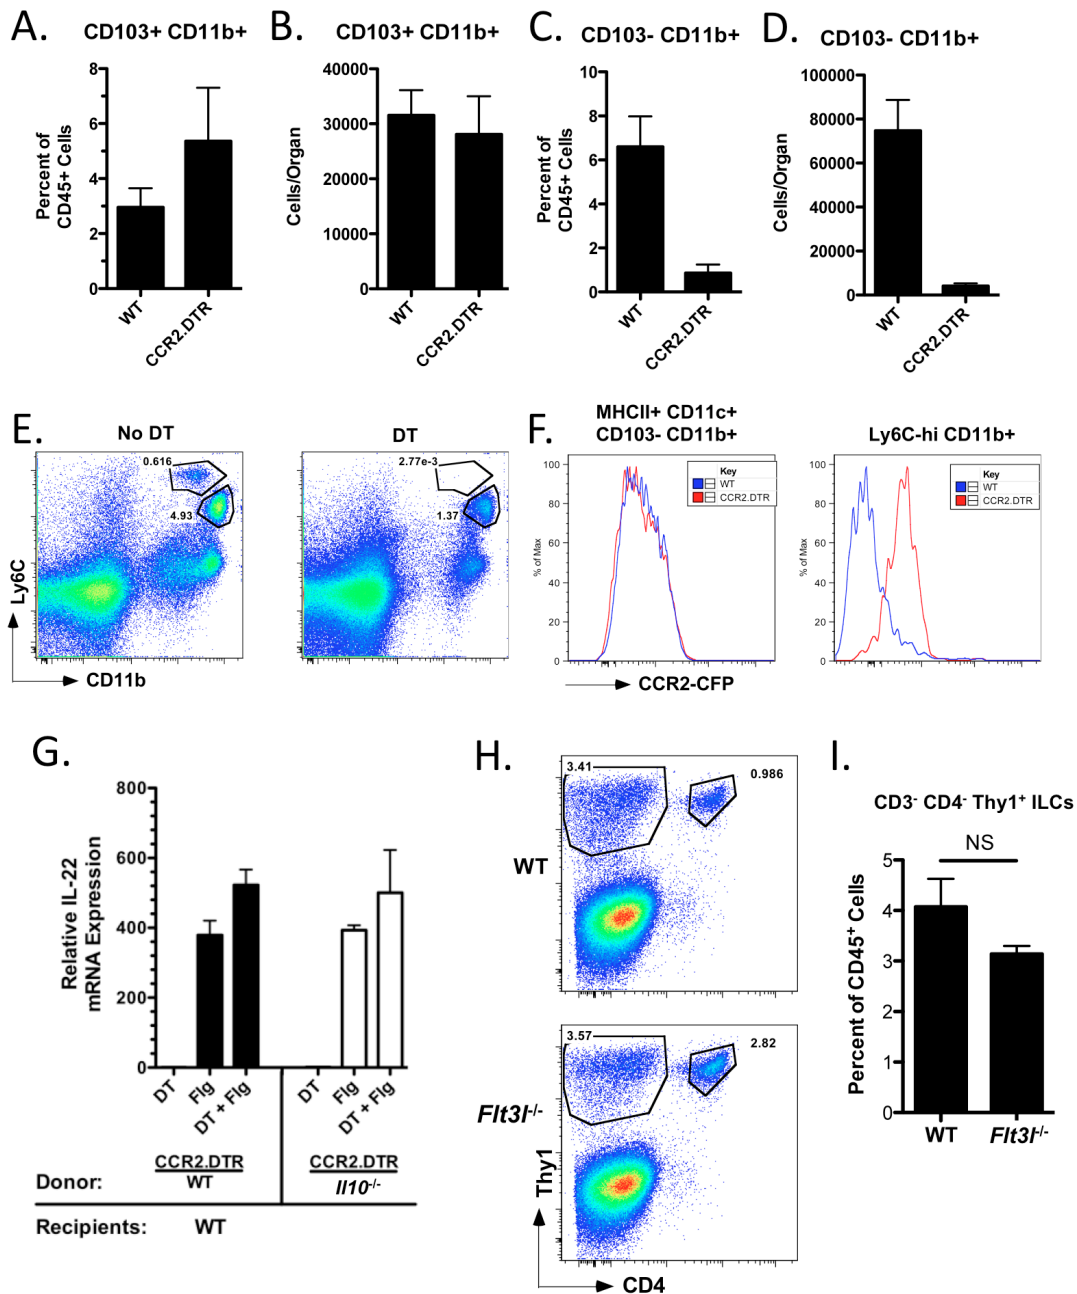 A.
CD103+ CD11b+
Percent of
CD45+ Cells
8
6
4
2
0
WT
CCR2.DTR
B.
CD103+ CD11b+
Cells/Organ
40000
30000
20000
10000
0
WT
CCR2.DTR
C.
CD103- CD11b+
Percent of
CD45+ Cells
10
8
6
4
2
0
WT
CCR2.DTR
D.
CD103- CD11b+
Cells/Organ
100000
80000
60000
40000
20000
0
WT
CCR2.DTR
E.
No DT
0.616
4.93
DT
2.77e-3
1.37
Ly6C
CD11b
F.
MHCII+ CD11c+
CD103- CD11b+
Key
WT
CCR2.DTR
% of Max
100
80
60
40
20
0
Ly6C-hi CD11b+
Key
WT
CCR2.DTR
% of Max
100
80
60
40
20
0
CCR2-CFP
G.
Relative IL-22
mRNA Expression
800
600
400
200
0
DT
Flg
DT + Flg
DT
Flg
DT + Flg
Donor:
CCR2.DTR
WT
CCR2.DTR
Il10-/-
Recipients:
WT
H.
WT
3.41
0.986
Flt3l-/-
3.57
2.82
Thy1
CD4
I.
CD3- CD4- Thy1+ ILCs
NS
Percent of CD45+ Cells
5
4
3
2
1
0
WT
Flt3l-/-